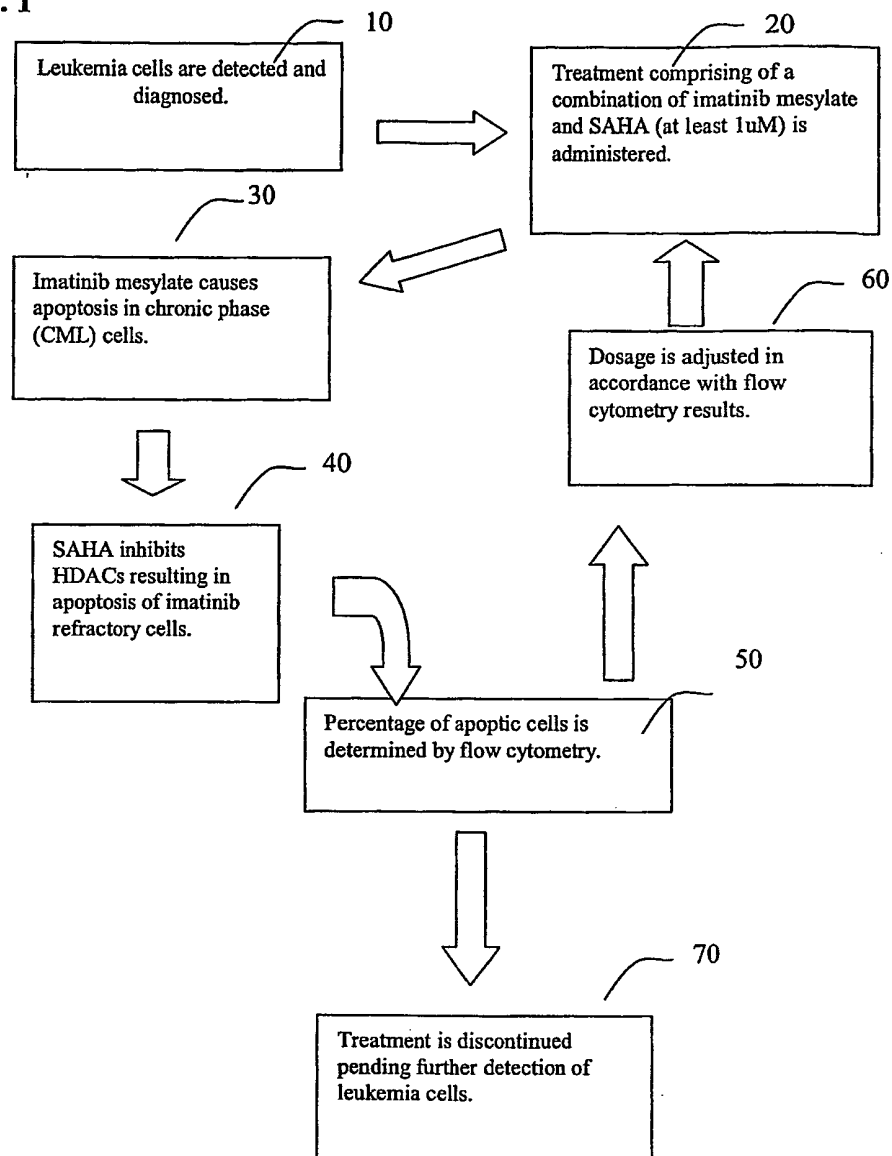 . 1
10
Leukemia cells are detected and
diagnosed.
20
Treatment comprising of a
combination of imatinib mesylate
and SAHA (at least 1uM) is
administered.
30
Imatinib mesylate causes
apoptosis in chronic phase
(CML) cells.
60
Dosage is adjusted in
accordance with flow
cytometry results.
40
SAHA inhibits
HDACs resulting in
apoptosis of imatinib
refractory cells.
50
Percentage of apoptic cells is
determined by flow cytometry.
70
Treatment is discontinued
pending further detection of
leukemia cells.